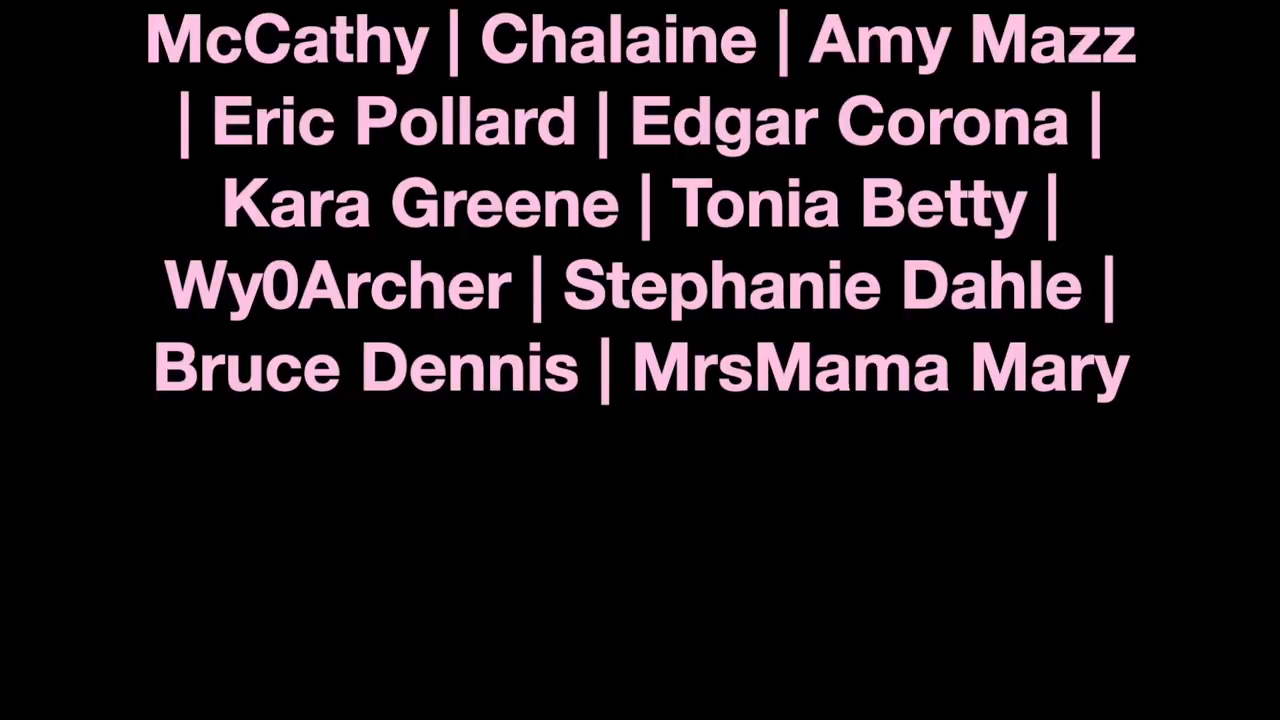 McCathy | Chalaine | Amy Mazz
| Eric Pollard | Edgar Corona |
Kara Greene | Tonia Betty |
Wy0Archer | Stephanie Dahle |
Bruce Dennis | MrsMama Mary